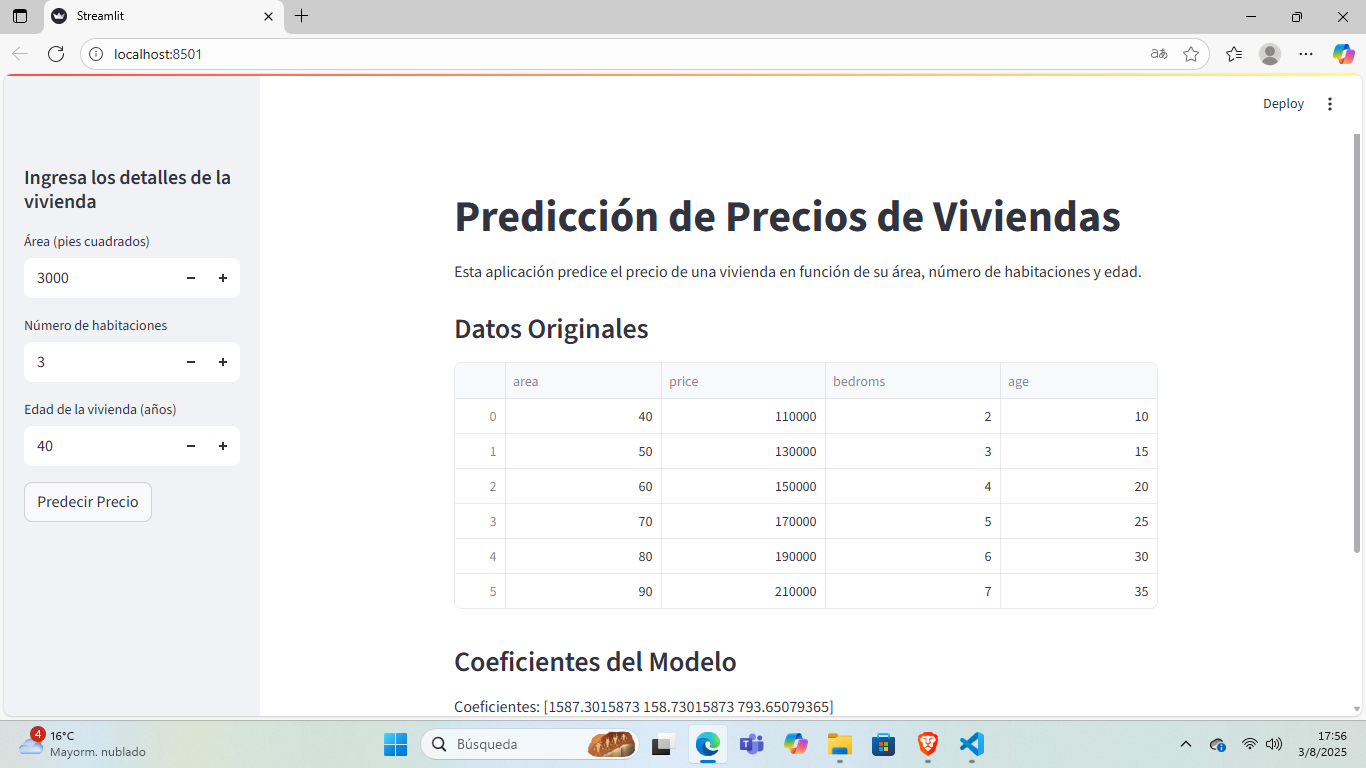 Streamlit
localhost:8501
Deploy
Ingresa los detalles de la
vivienda
Área (pies cuadrados)
3000
Número de habitaciones
3
Edad de la vivienda (años)
40
Predecir Precio
Predicción de Precios de Viviendas
Esta aplicación predice el precio de una vivienda en función de su área, número de habitaciones y edad.
Datos Originales
area price bedroms age
0 40 110000 2 10
1 50 130000 3 15
2 60 150000 4 20
3 70 170000 5 25
4 80 190000 6 30
5 90 210000 7 35
Coeficientes del Modelo
Coeficientes: [1587.3015873 158.73015873 793.65079365]
4
16°C
Mayorm. nublado
Búsqueda
17:56
3/8/2025